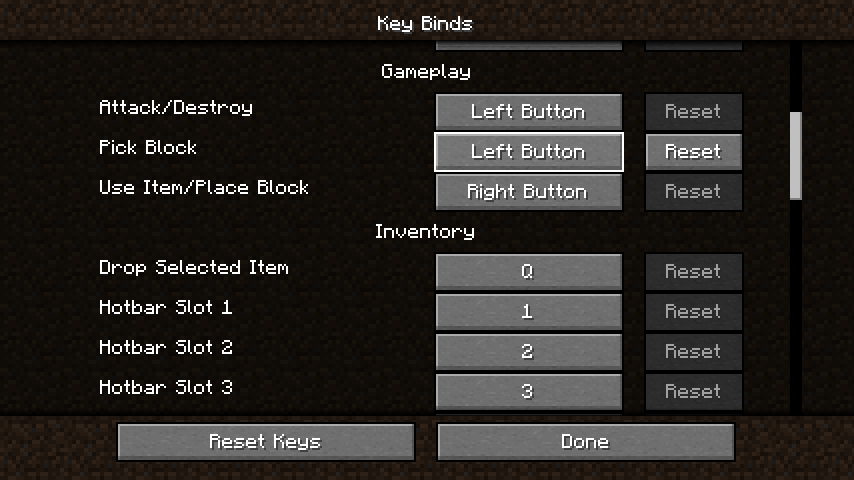 Key Binds
Gameplay
Attack/Destroy Left Button Reset
Pick Block Left Button Reset
Use Item/Place Block Right Button Reset
Inventory
Drop Selected Item Q Reset
Hotbar Slot 1 1 Reset
Hotbar Slot 2 2 Reset
Hotbar Slot 3 3 Reset
Reset Keys Done